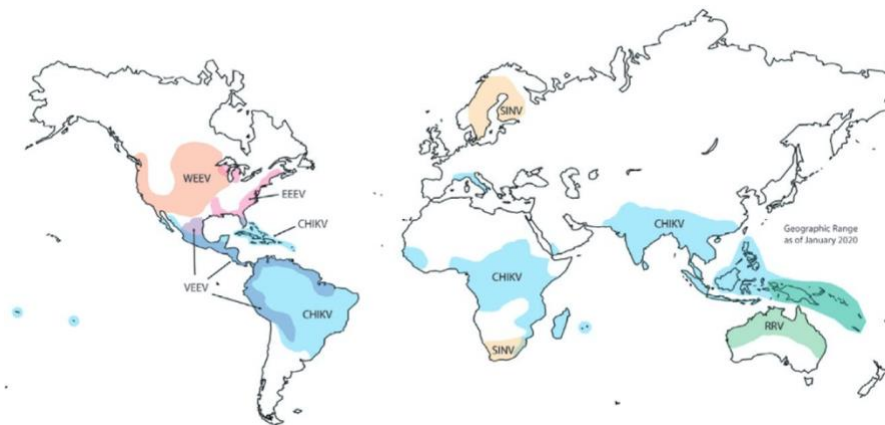 SINV
WEEV
EEEV
CHIKV
CHIKV
Geographic Range
as of January 2020
VEEV
CHIKV
CHIKV
RRV
SINV